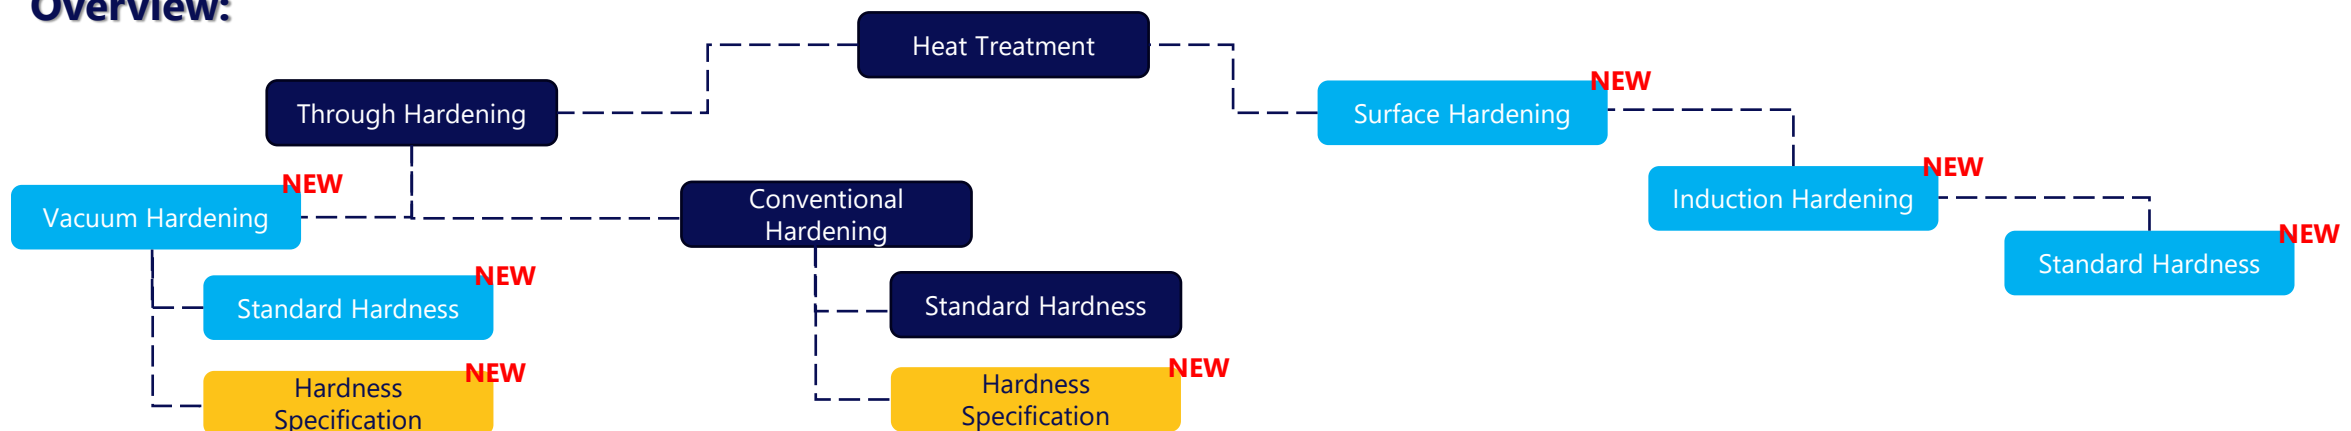 Overview:
Heat Treatment
Through Hardening
NEW
Surface Hardening
NEW
Vacuum Hardening
Conventional
Hardening
NEW
Induction Hardening
NEW
Standard Hardness
NEW
Standard Hardness
NEW
Standard Hardness
NEW
Hardness
Specification
NEW
Hardness
Specification